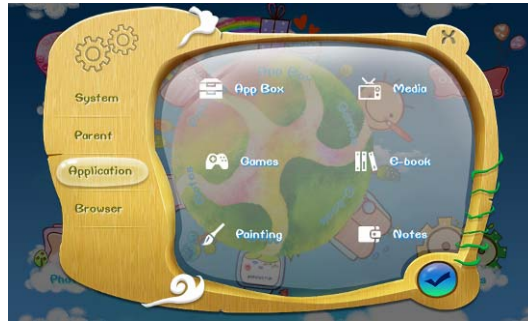 System
Parent
Application
Browser
App Box
Media
Games
E-book
Painting
Notes